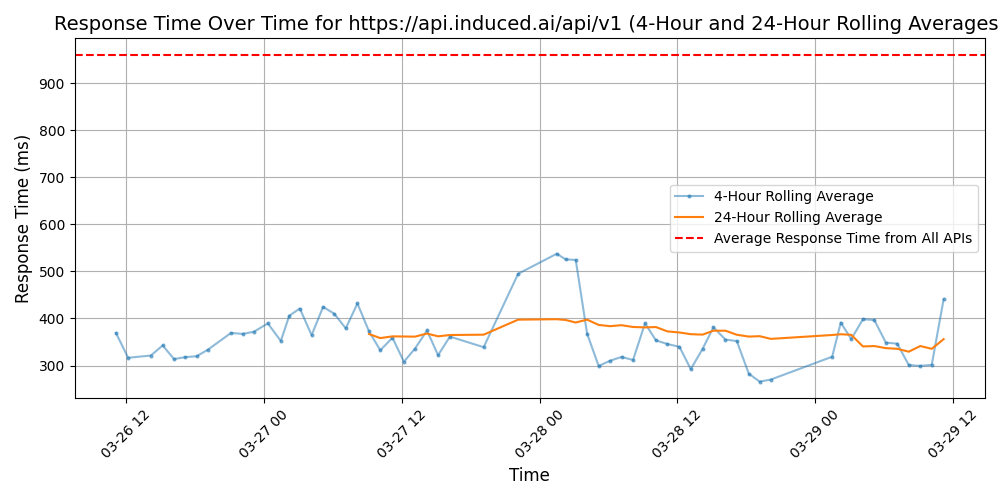 Response Time Over Time for https://api.induced.ai/api/v1 (4-Hour and 24-Hour Rolling Averages
Response Time (ms)
900
800
700
600
500
400
300
4-Hour Rolling Average
24-Hour Rolling Average
Average Response Time from All APIs
03-26 12
03-27 00
03-27 12
03-28 00
03-28 12
03-29 00
03-29 12
Time